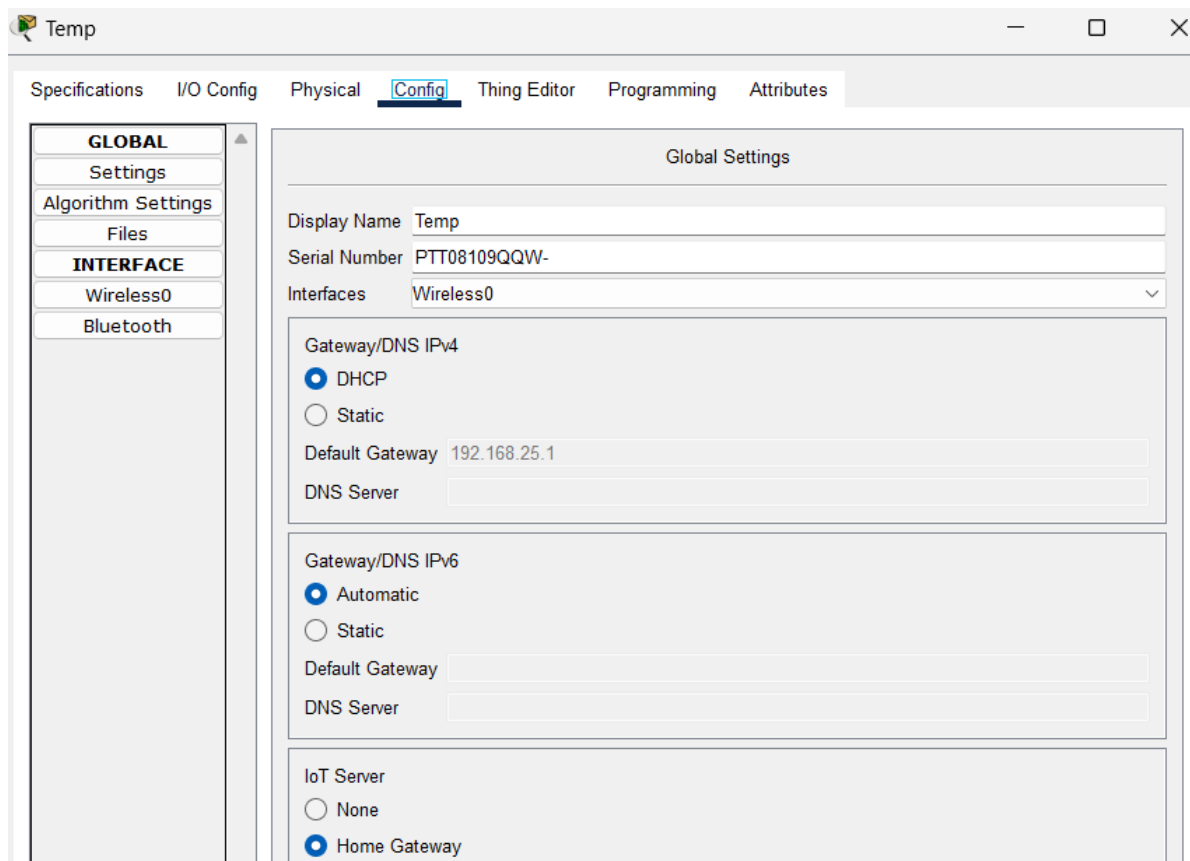 Temp
Specifications I/O Config Physical Config Thing Editor Programming Attributes
GLOBAL
Settings
Algorithm Settings
Files
INTERFACE
Wireless0
Bluetooth
Global Settings
Display Name Temp
Serial Number PTT08109QQW-
Interfaces Wireless0
Gateway/DNS IPv4
DHCP
Static
Default Gateway 192.168.25.1
DNS Server
Gateway/DNS IPv6
Automatic
Static
Default Gateway
DNS Server
IoT Server
None
Home Gateway